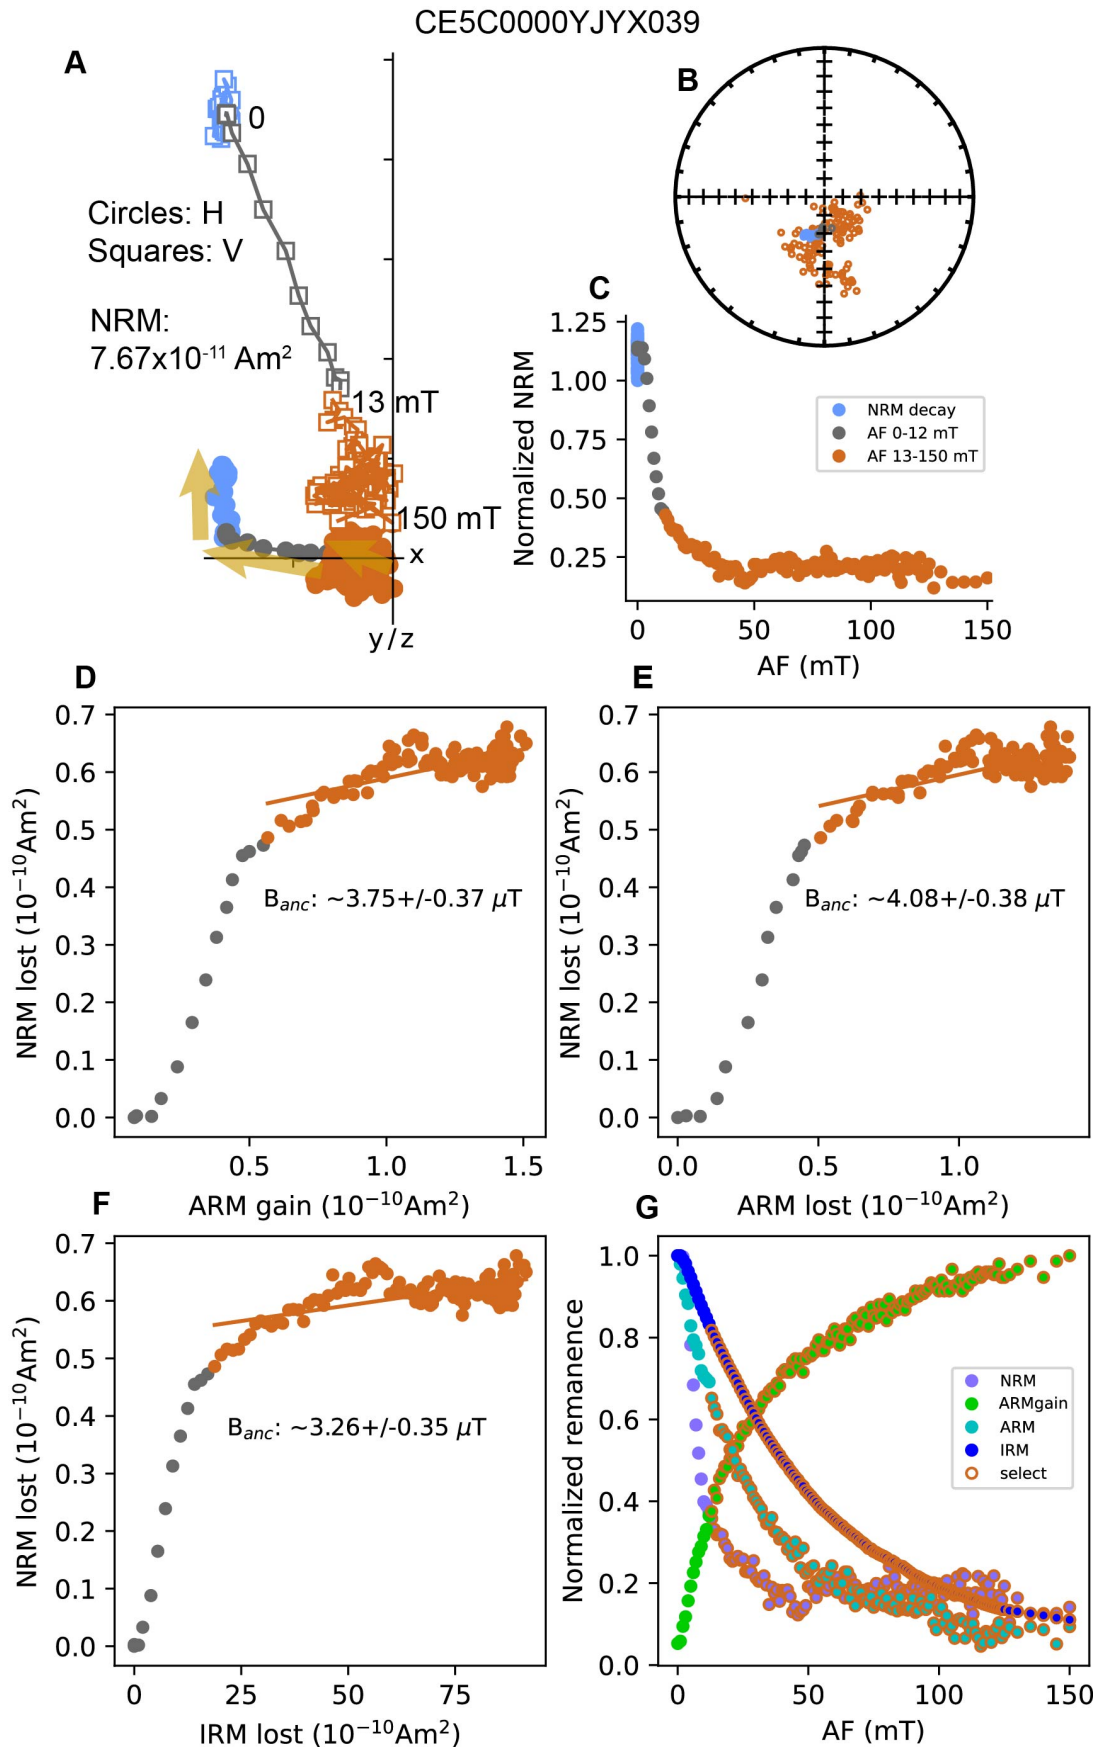 CE5C0000YJYX039
A
0
Circles: H
Squares: V
NRM:
7.67x10⁻¹¹ Am²
13 mT
150 mT
x
y/z
B
C
Normalized NRM
1.25
1.00
0.75
0.50
0.25
NRM decay
AF 0-12 mT
AF 13-150 mT
0 50 100 150
AF (mT)
D
NRM lost (10⁻¹⁰Am²)
0.7
0.6
0.5
0.4
0.3
0.2
0.1
0.0
Banc: ~3.75+/-0.37 μT
0.5 1.0 1.5
ARM gain (10⁻¹⁰Am²)
E
NRM lost (10⁻¹⁰Am²)
0.7
0.6
0.5
0.4
0.3
0.2
0.1
0.0
Banc: ~4.08+/-0.38 μT
0.0 0.5 1.0
ARM lost (10⁻¹⁰Am²)
F
NRM lost (10⁻¹⁰Am²)
0.7
0.6
0.5
0.4
0.3
0.2
0.1
0.0
Banc: ~3.26+/-0.35 μT
0 25 50 75
IRM lost (10⁻¹⁰Am²)
G
Normalized remanence
1.0
0.8
0.6
0.4
0.2
0.0
NRM
ARMgain
ARM
IRM
select
0 50 100 150
AF (mT)